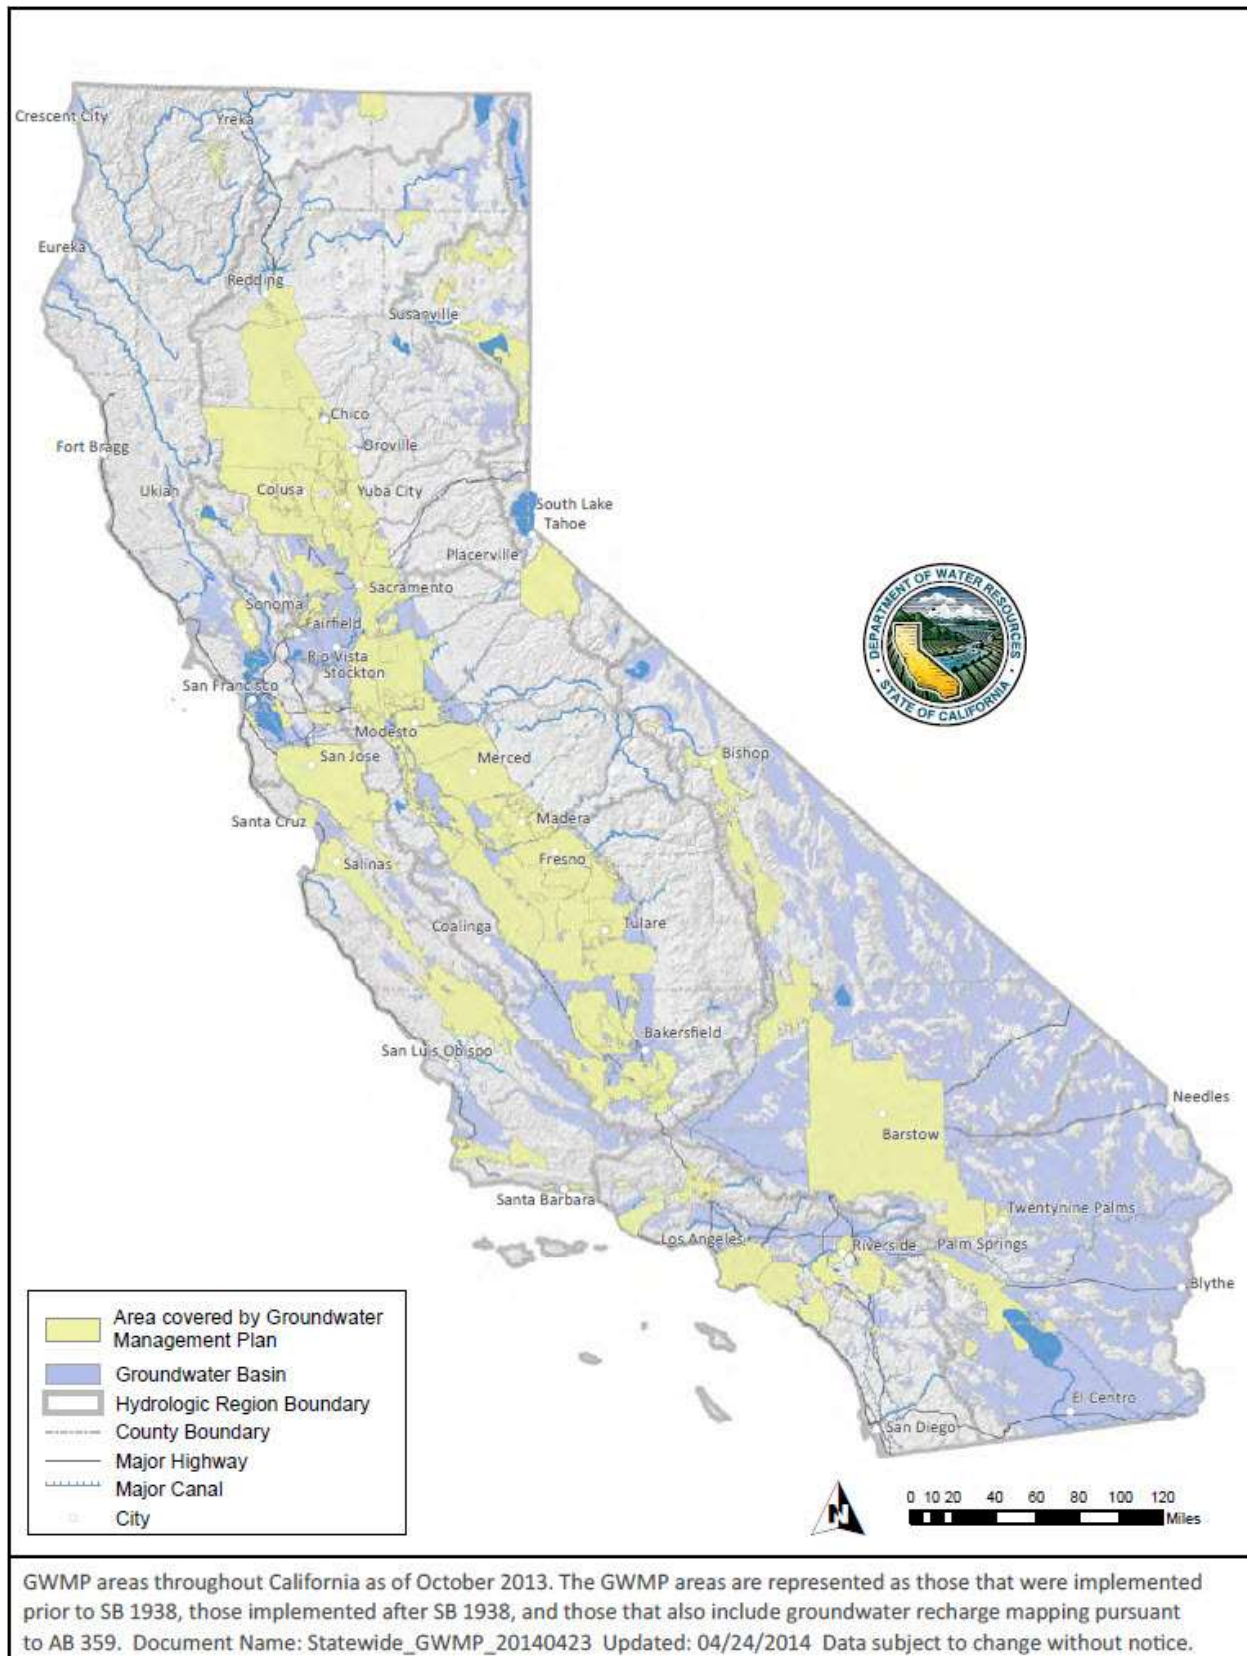 Crescent City
Yreka
Eureka
Redding
Susanville
Chico
Fort Bragg
Oroville
Ukiah
Colusa
Yuba City
South Lake
Tahoe
Placerville
Sacramento
Sonoma
Fairfield
Rio Vista
Stockton
San Francisco
Modesto
San Jose
Merced
Bishop
Santa Cruz
Madera
Salinas
Fresno
Coalinga
Tulare
Bakersfield
San Luis Obispo
Needles
Barstow
Santa Barbara
Twentynine Palms
Los Angeles
Riverside
Palm Springs
Blythe
El Centro
San Diego
DEPARTMENT OF WATER RESOURCES
STATE OF CALIFORNIA
Area covered by Groundwater
Management Plan
Groundwater Basin
Hydrologic Region Boundary
County Boundary
Major Highway
Major Canal
City
N
0 10 20 40 60 80 100 120
Miles
GWMP areas throughout California as of October 2013. The GWMP areas are represented as those that were implemented
prior to SB 1938, those implemented after SB 1938, and those that also include groundwater recharge mapping pursuant
to AB 359. Document Name: Statewide_GWMP_20140423 Updated: 04/24/2014 Data subject to change without notice.